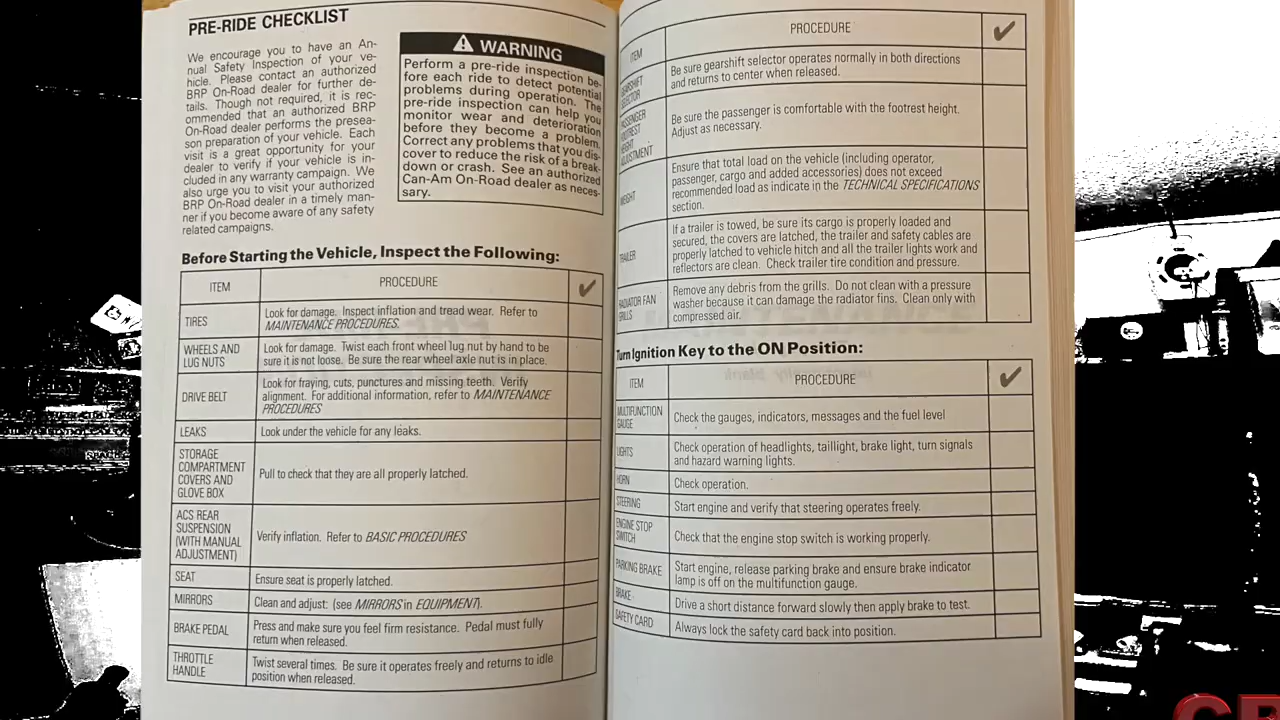 PRE-RIDE CHECKLIST
We encourage you to have an An-
nual Safety Inspection of your ve-
hicle. Please contact an authorized
BRP On-Road dealer for further de-
tails. Though not required, it is rec-
ommended that an authorized BRP
On-Road dealer performs the presea-
son preparation of your vehicle. Each
visit is a great opportunity for your
dealer to verify if your vehicle is in-
cluded in any warranty campaign. We
also urge you to visit your authorized
BRP On-Road dealer in a timely man-
ner if you become aware of any safety
related campaigns.
WARNING
Perform a pre-ride inspection be-
fore each ride to detect potential
problems during operation. The
pre-ride inspection can help you
monitor wear and deterioration
before they become a problem.
Correct any problems that you dis-
cover to reduce the risk of a break-
down or crash. See an authorized
Can-Am On-Road dealer as neces-
sary.
Before Starting the Vehicle, Inspect the Following:
ITEM PROCEDURE ✓
TIRES Look for damage. Inspect inflation and tread wear. Refer to
MAINTENANCE PROCEDURES.
WHEELS AND Look for damage. Twist each front wheel lug nut by hand to be
LUG NUTS sure it is not loose. Be sure the rear wheel axle nut is in place.
DRIVE BELT Look for fraying, cuts, punctures and missing teeth. Verify
alignment. For additional information, refer to MAINTENANCE
PROCEDURES
LEAKS Look under the vehicle for any leaks.
STORAGE
COMPARTMENT
COVERS AND
GLOVE BOX
Pull to check that they are all properly latched.
ACS REAR
SUSPENSION
(WITH MANUAL
ADJUSTMENT)
Verify inflation. Refer to BASIC PROCEDURES
SEAT Ensure seat is properly latched.
MIRRORS Clean and adjust: (see MIRRORS in EQUIPMENT).
BRAKE PEDAL Press and make sure you feel firm resistance. Pedal must fully
return when released.
THROTTLE Twist several times. Be sure it operates freely and returns to idle
HANDLE position when released.
ITEM PROCEDURE ✓
GEARSHIFT Be sure gearshift selector operates normally in both directions
SELECTOR and returns to center when released.
PASSENGER
FOOTREST
HEIGHT
ADJUSTMENT
Be sure the passenger is comfortable with the footrest height.
Adjust as necessary.
WEIGHT Ensure that total load on the vehicle (including operator,
passenger, cargo and added accessories) does not exceed
recommended load as indicate in the TECHNICAL SPECIFICATIONS
section.
TRAILER If a trailer is towed, be sure its cargo is properly loaded and
secured, the covers are latched, the trailer and safety cables are
properly latched to vehicle hitch and all the trailer lights work and
reflectors are clean. Check trailer tire condition and pressure.
RADIATOR FAN
GRILLS
Remove any debris from the grills. Do not clean with a pressure
washer because it can damage the radiator fins. Clean only with
compressed air.
Turn Ignition Key to the ON Position:
ITEM PROCEDURE ✓
MULTIFUNCTION
GAUGE
Check the gauges, indicators, messages and the fuel level
LIGHTS Check operation of headlights, taillight, brake light, turn signals
and hazard warning lights.
HORN Check operation.
STEERING Start engine and verify that steering operates freely.
ENGINE STOP
SWITCH
Check that the engine stop switch is working properly.
PARKING BRAKE Start engine, release parking brake and ensure brake indicator
lamp is off on the multifunction gauge.
BRAKE Drive a short distance forward slowly then apply brake to test.
SAFETY CARD Always lock the safety card back into position.